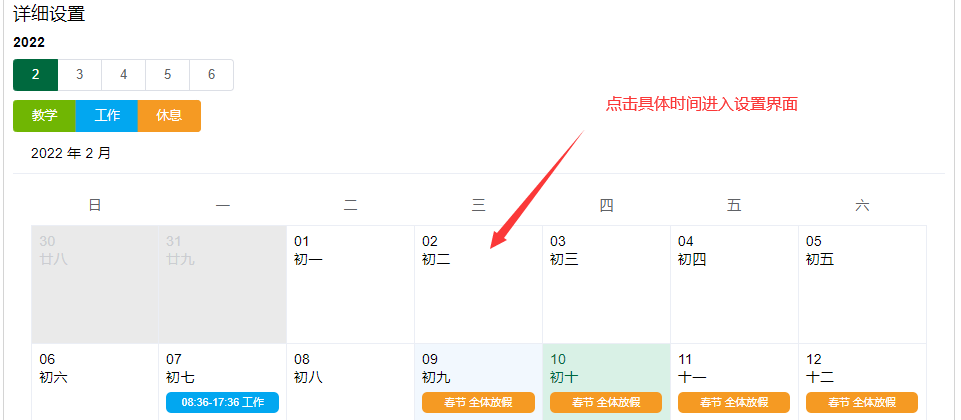 详细设置
2022
2 3 4 5 6
点击具体时间进入设置界面
教学 工作 休息
2022 年 2 月
日 一 二 三 四 五 六
30 31 01 02 03 04 05
廿八 廿九 初一 初二 初三 初四 初五
06 07 08 09 10 11 12
初六 初七 初八 初九 初十 十一 十二
08:36-17:36 工作 春节 全体放假 春节 全体放假 春节 全体放假 春节 全体放假